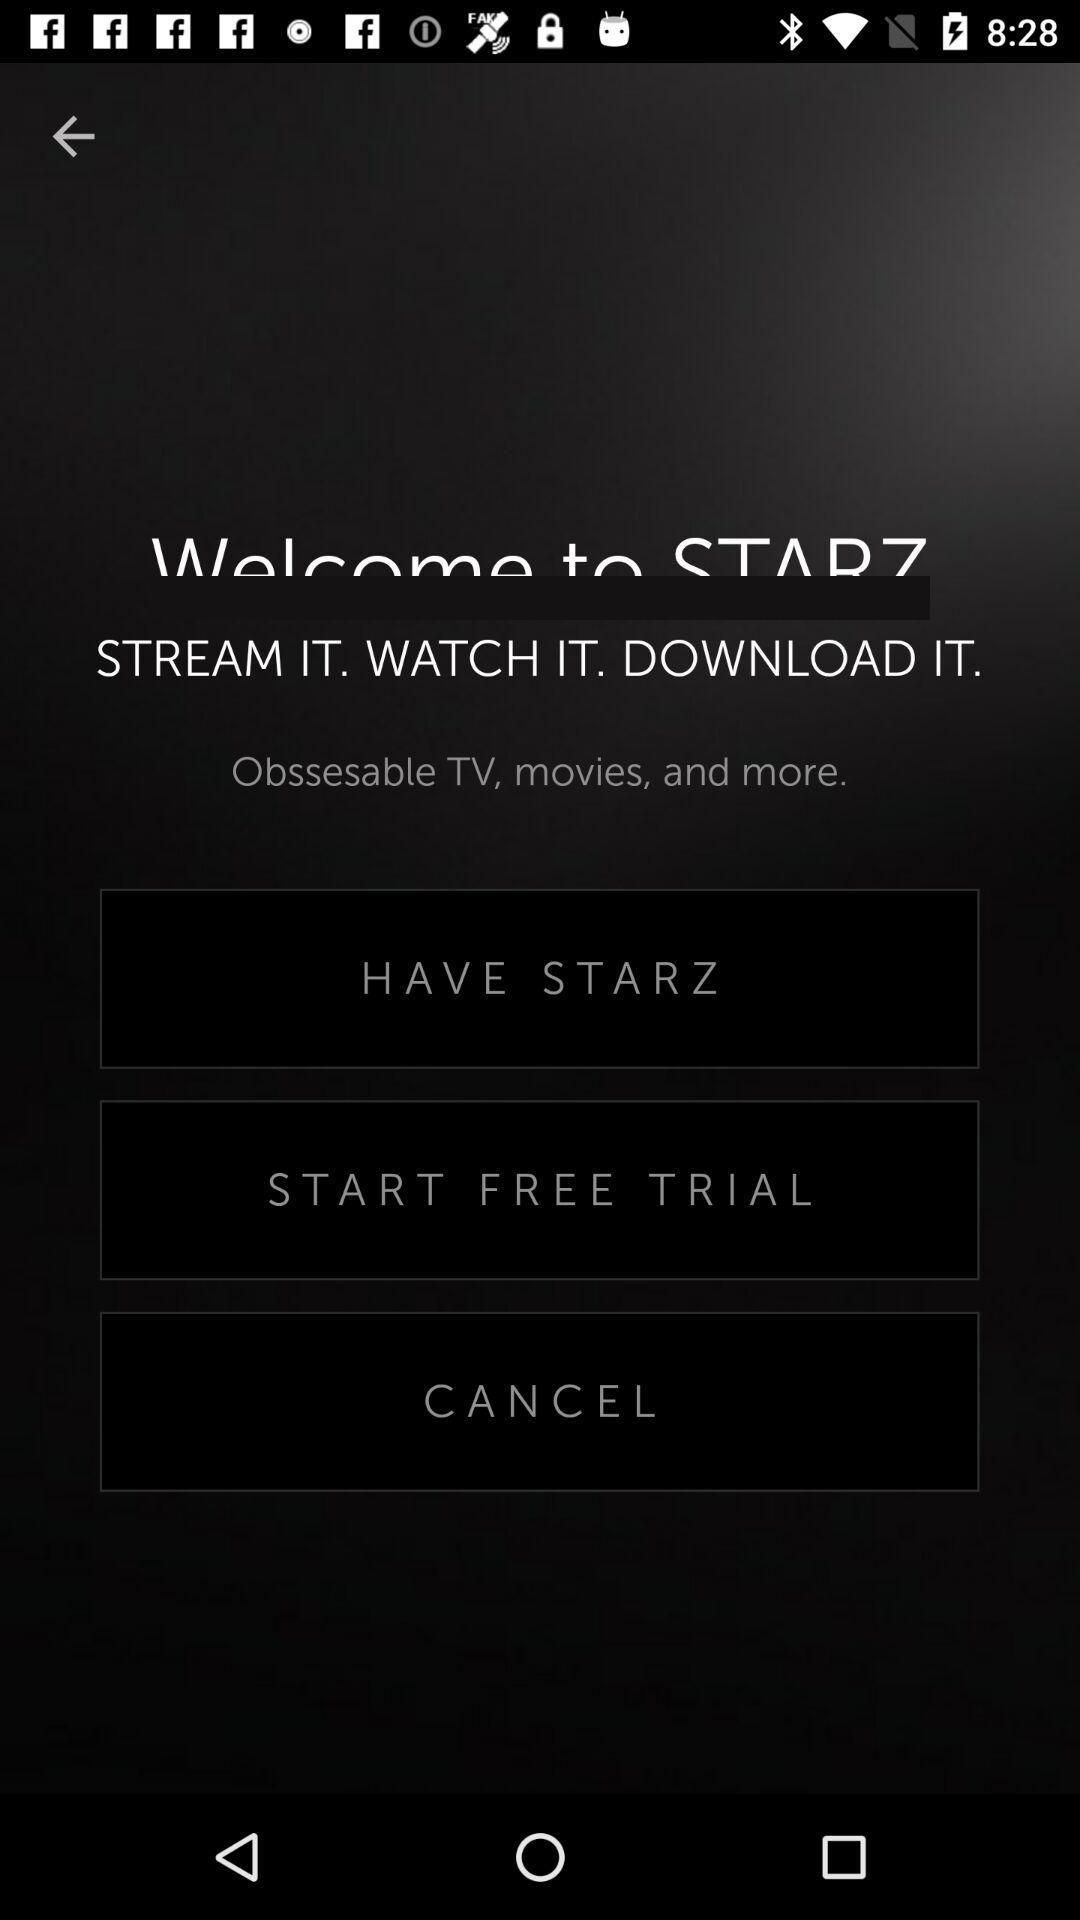 FAKE
8:28
Welcome to STARZ
STREAM IT. WATCH IT. DOWNLOAD IT.
Obssesable TV, movies, and more.
HAVE STARZ
START FREE TRIAL
CANCEL